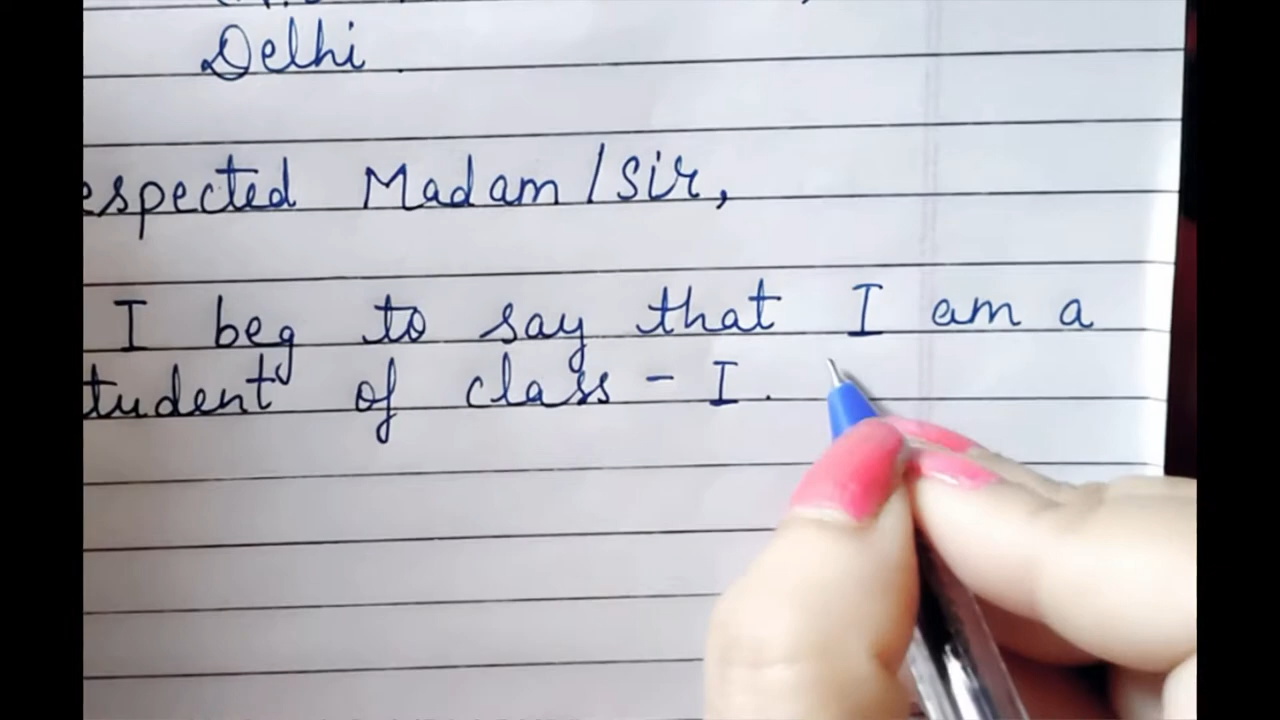 Delhi
espected Madam/Sir,
I beg to say that I am a
tudent of class - I.